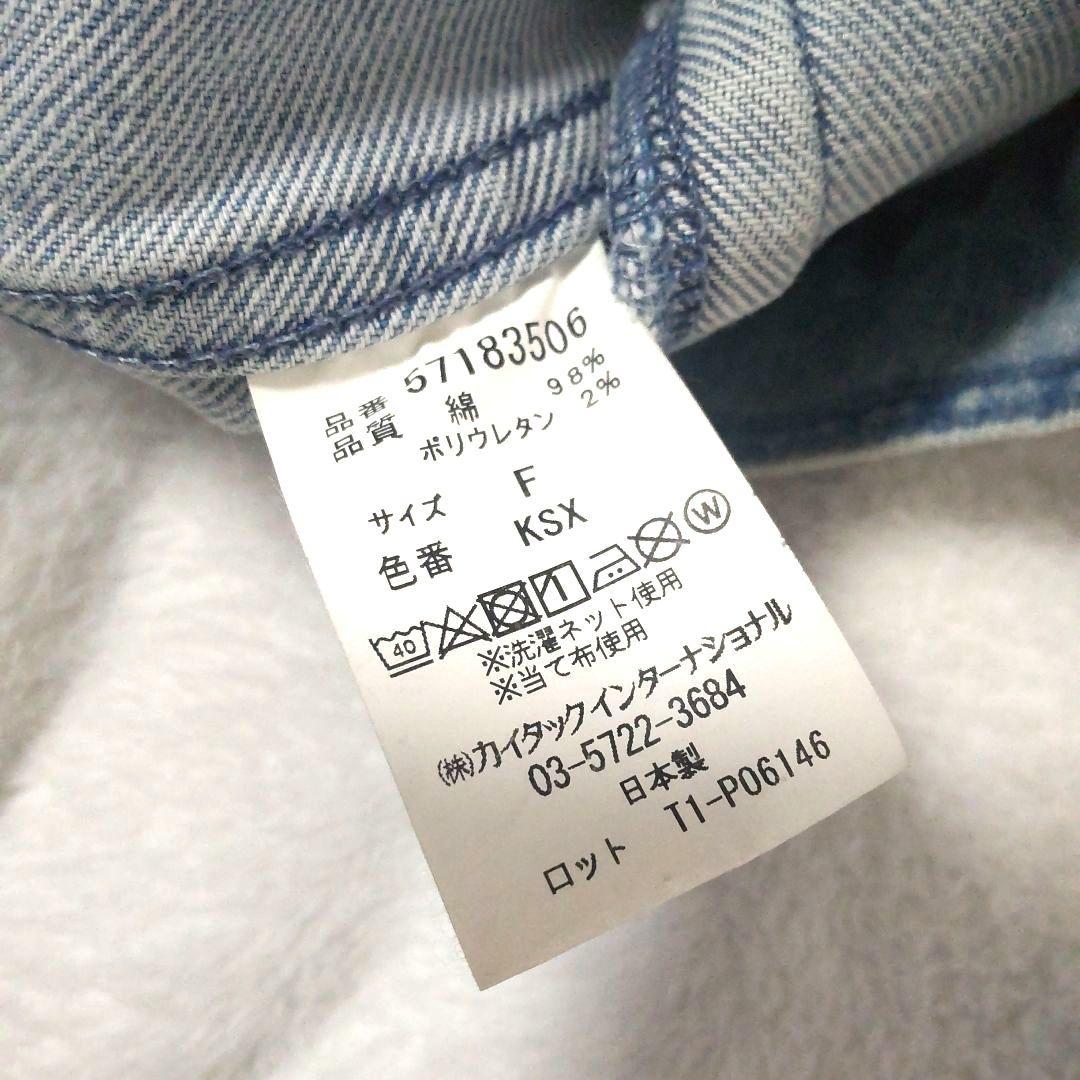 品番 57183506
品質 綿 98%
ポリウレタン 2%
サイズ F
色番 KSX
40 1 W
※洗濯ネット使用
※当て布使用
㈱カイタックインターナショナル
03-5722-3684
日本製
ロット T1-P06146